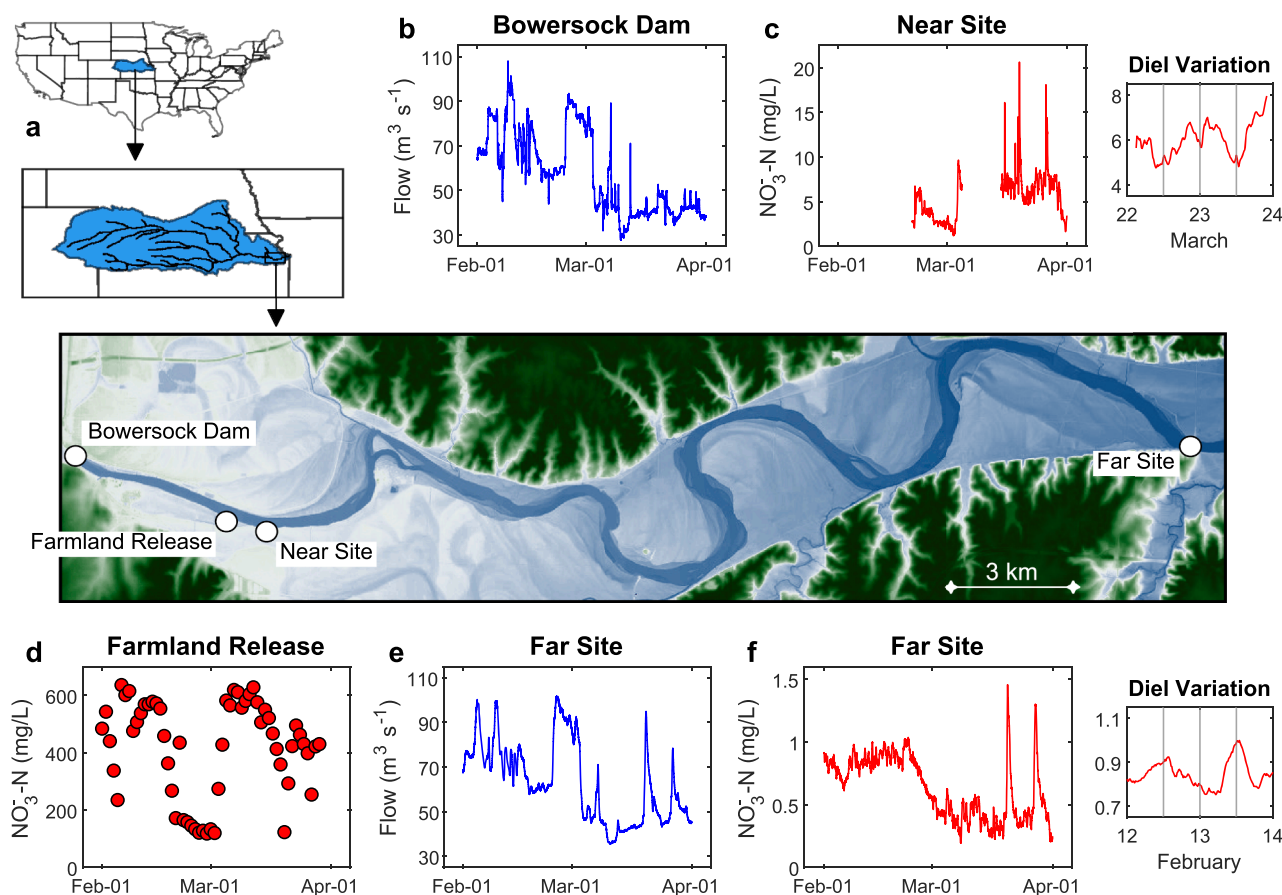 a
b
Bowersock Dam
Flow (m³ s⁻¹)
110
90
70
50
30
Feb-01
Mar-01
Apr-01
c
Near Site
NO₃⁻-N (mg/L)
20
15
10
5
0
Feb-01
Mar-01
Apr-01
Diel Variation
8
6
4
22
23
24
March
Bowersock Dam
Farmland Release
Near Site
Far Site
3 km
d
Farmland Release
NO₃⁻-N (mg/L)
600
400
200
0
Feb-01
Mar-01
Apr-01
e
Far Site
Flow (m³ s⁻¹)
110
90
70
50
30
Feb-01
Mar-01
Apr-01
f
Far Site
NO₃⁻-N (mg/L)
1.5
1
0.5
0
Feb-01
Mar-01
Apr-01
Diel Variation
1.1
0.9
0.7
12
13
14
February